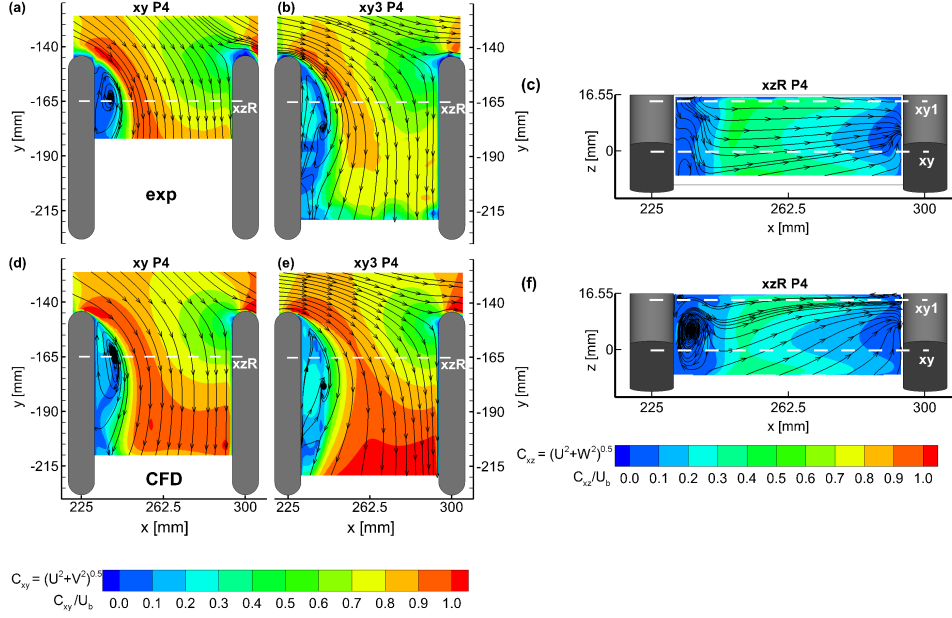 (a) xy P4
(b) xy3 P4
-140
-165
-190
-215
y [mm]
xzR
exp
xzR
-140
-165
-190
-215
y [mm]
(c) xzR P4
16.55
0
z [mm]
xy1
xy
225 262.5 300
x [mm]
(d) xy P4
(e) xy3 P4
-140
-165
-190
-215
y [mm]
xzR
CFD
xzR
-140
-165
-190
-215
y [mm]
225 262.5 300
x [mm]
225 262.5 300
x [mm]
(f) xzR P4
16.55
0
z [mm]
xy1
xy
225 262.5 300
x [mm]
Cxz = (U²+W²)^0.5
Cxz/Ub
0.0 0.1 0.2 0.3 0.4 0.5 0.6 0.7 0.8 0.9 1.0
Cxy = (U²+V²)^0.5
Cxy/Ub
0.0 0.1 0.2 0.3 0.4 0.5 0.6 0.7 0.8 0.9 1.0